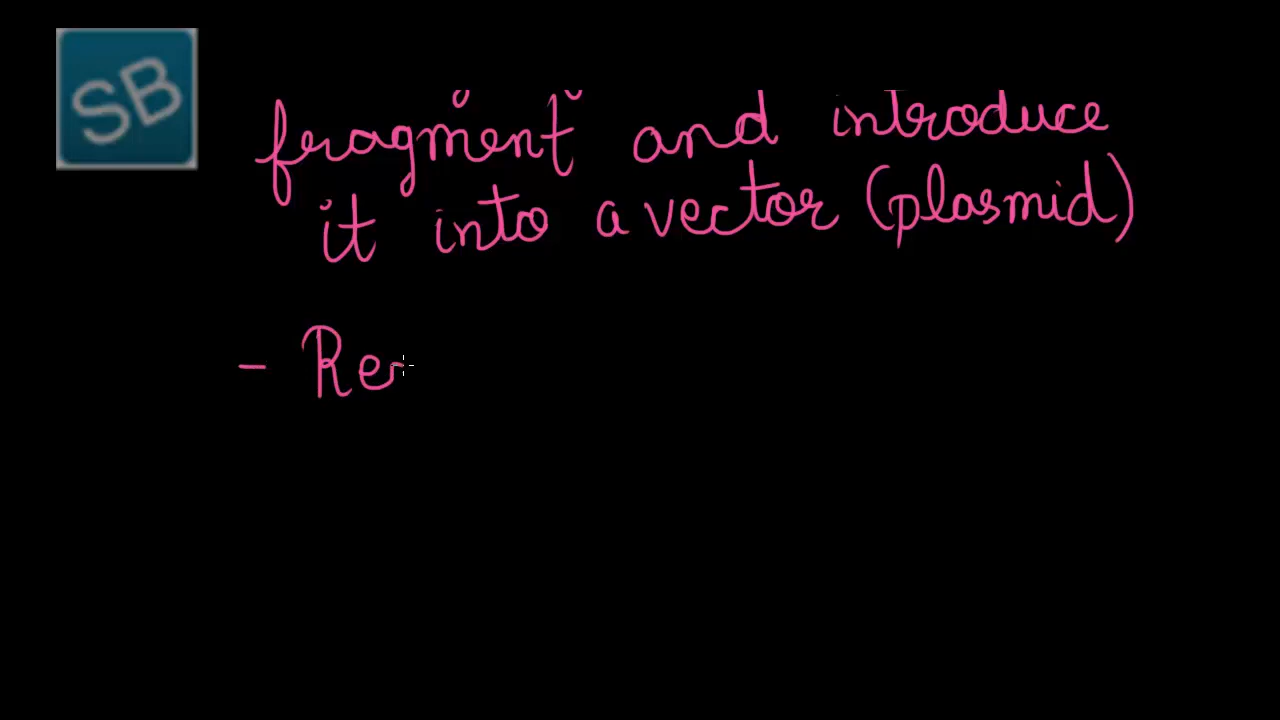 SB
fragment and introduce
it into a vector (plasmid)
- Re